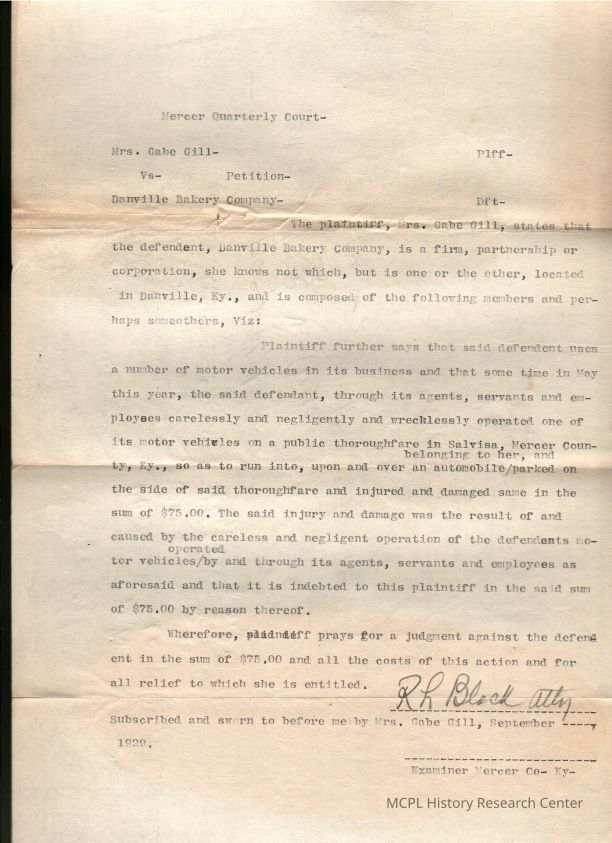 Mercer Quarterly Court-
Mrs. Gabe Gill- Plff-
Vs- Petition-
Danville Bakery Company- Dft-
The plaintiff, Mrs. Gabe Gill, states that
the defendent, Danville Bakery Company, is a firm, partnership or
corporation, she knows not which, but is one or the other, located
in Danville, Ky., and is composed of the following members and per-
haps someothers, Viz:
Plaintiff further says that said defendent uses
a number of motor vehicles in its business and that some time in May
this year, the said defendant, through its agents, servants and em-
ployees carelessly and negligently and wrecklessly operated one of
its motor vehicles on a public thoroughfare in Salvisa, Mercer Coun-
belonging to her, and
ty, Ky., so as to run into, upon and over an automobile/parked on
the side of said thoroughfare and injured and damaged same in the
sum of $75.00. The said injury and damage was the result of and
caused by the careless and negligent operation of the defendents mo-
operated
tor vehicles/by and through its agents, servants and employees as
aforesaid and that it is indebted to this plaintiff in the said sum
of $75.00 by reason thereof.
Wherefore, plaindiff prays for a judgment against the defend
ent in the sum of $75.00 and all the costs of this action and for
all relief to which she is entitled.
R L Black Atty
Subscribed and sworn to before me by Mrs. Gabe Gill, September ----,
1929.
Examiner Mercer Co- Ky-
MCPL History Research Center